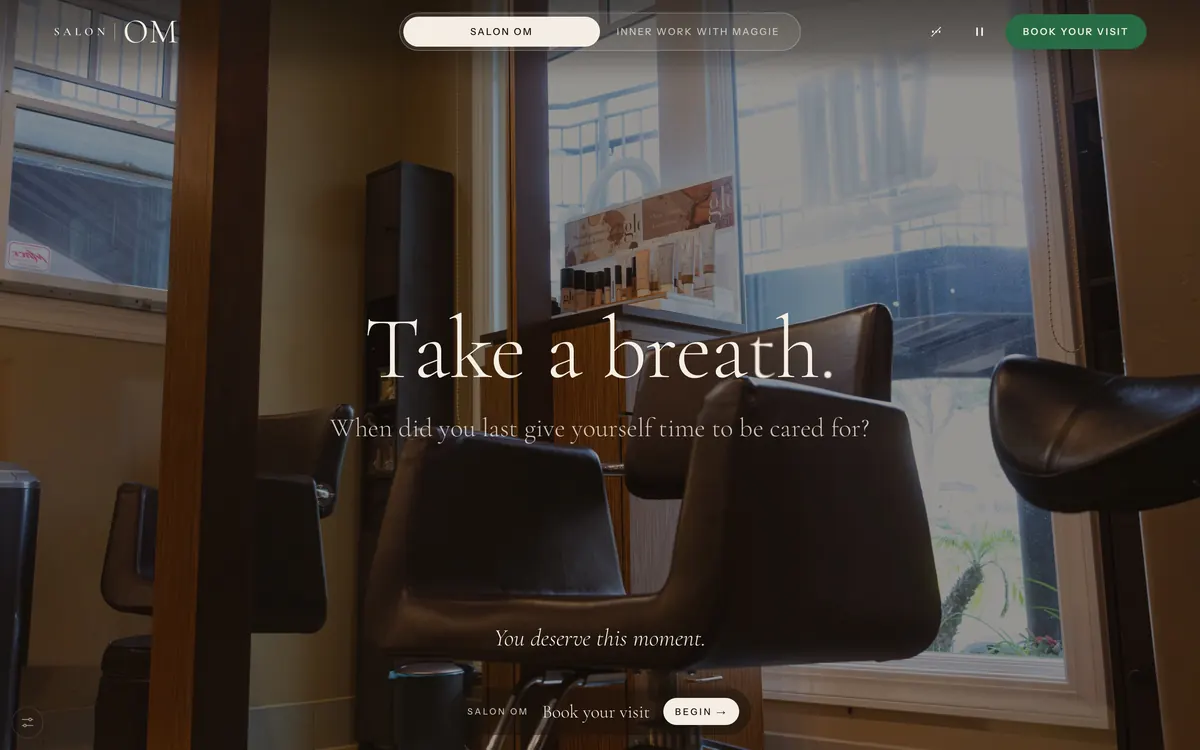 SALON | OM
SALON OM
INNER WORK WITH MAGGIE
BOOK YOUR VISIT
Take a breath.
When did you last give yourself time to be cared for?
You deserve this moment.
SALON OM
Book your visit
BEGIN →